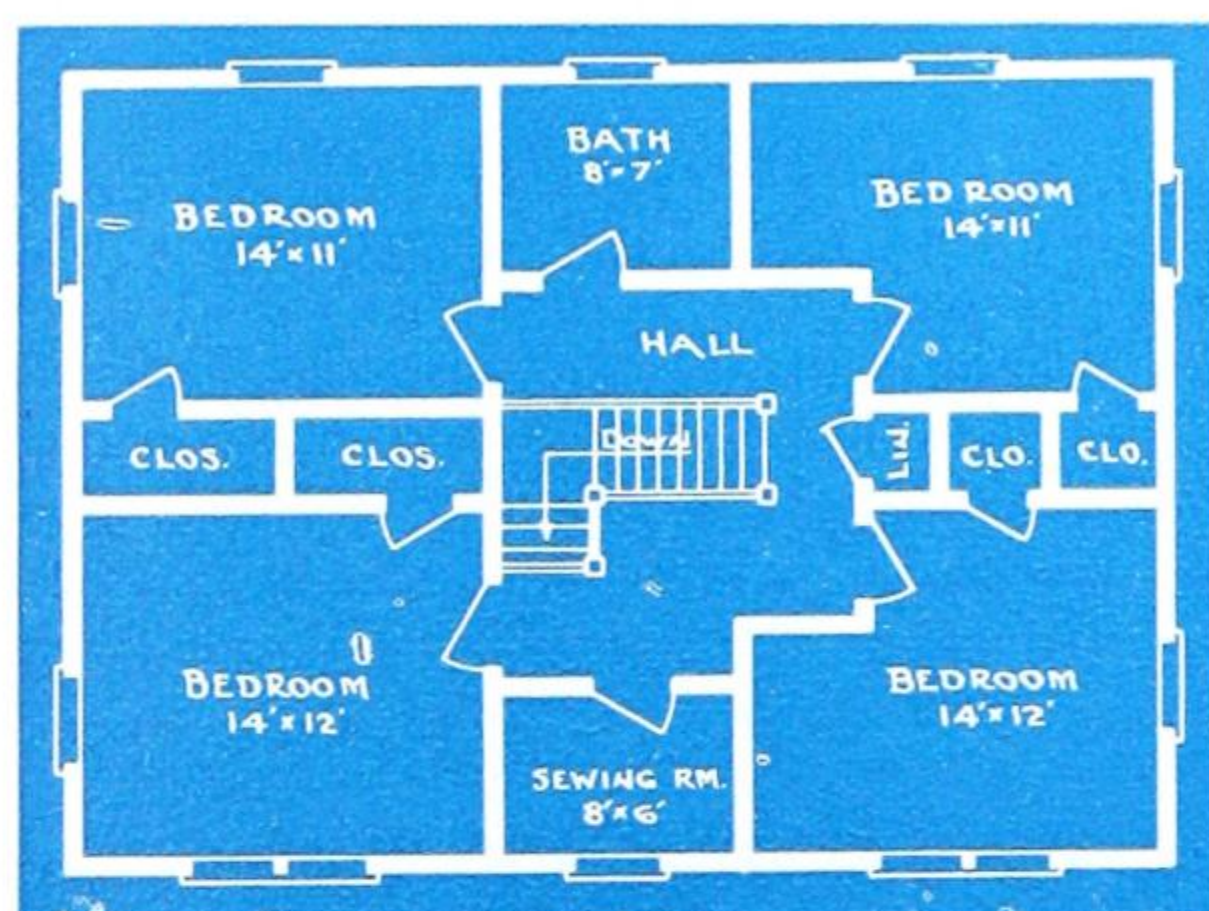 BATH
8'-7'
BEDROOM
14'x11'
BED ROOM
14'x11'
HALL
DOWN
CLOS.
CLOS.
LIN.
CLO.
CLO.
BEDROOM
14'x12'
BEDROOM
14'x12'
SEWING RM.
8'x6'